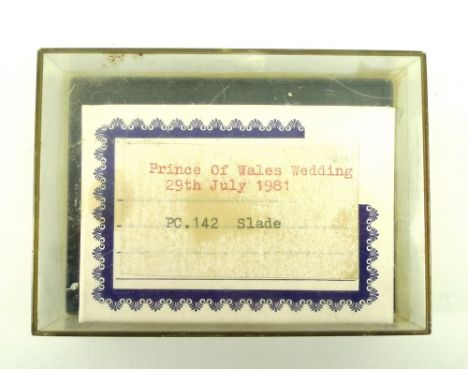 Prince Of Wales Wedding
29th July 1981
PC.142 Slade